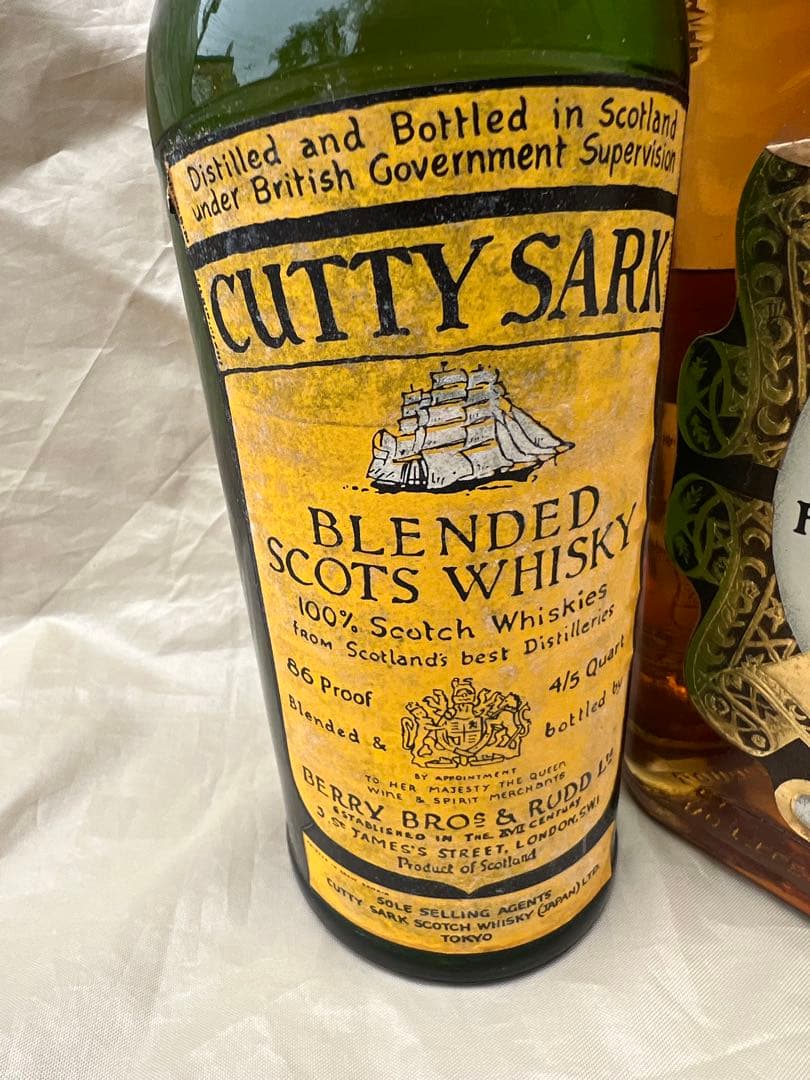 Distilled and Bottled in Scotland
under British Government Supervision
CUTTY SARK
BLENDED
SCOTS WHISKY
100% Scotch Whiskies
FROM Scotland's best Distilleries
86 Proof 4/5 Quart
Blended & bottled by
BY APPOINTMENT
TO HER MAJESTY THE QUEEN
WINE & SPIRIT MERCHANTS
BERRY BROS & RUDD LTD
ESTABLISHED IN THE XVII CENTURY
3, ST JAMES'S STREET, LONDON, S.W.1
Product of Scotland
SOLE SELLING AGENTS
CUTTY SARK SCOTCH WHISKY (JAPAN) LTD.
TOKYO